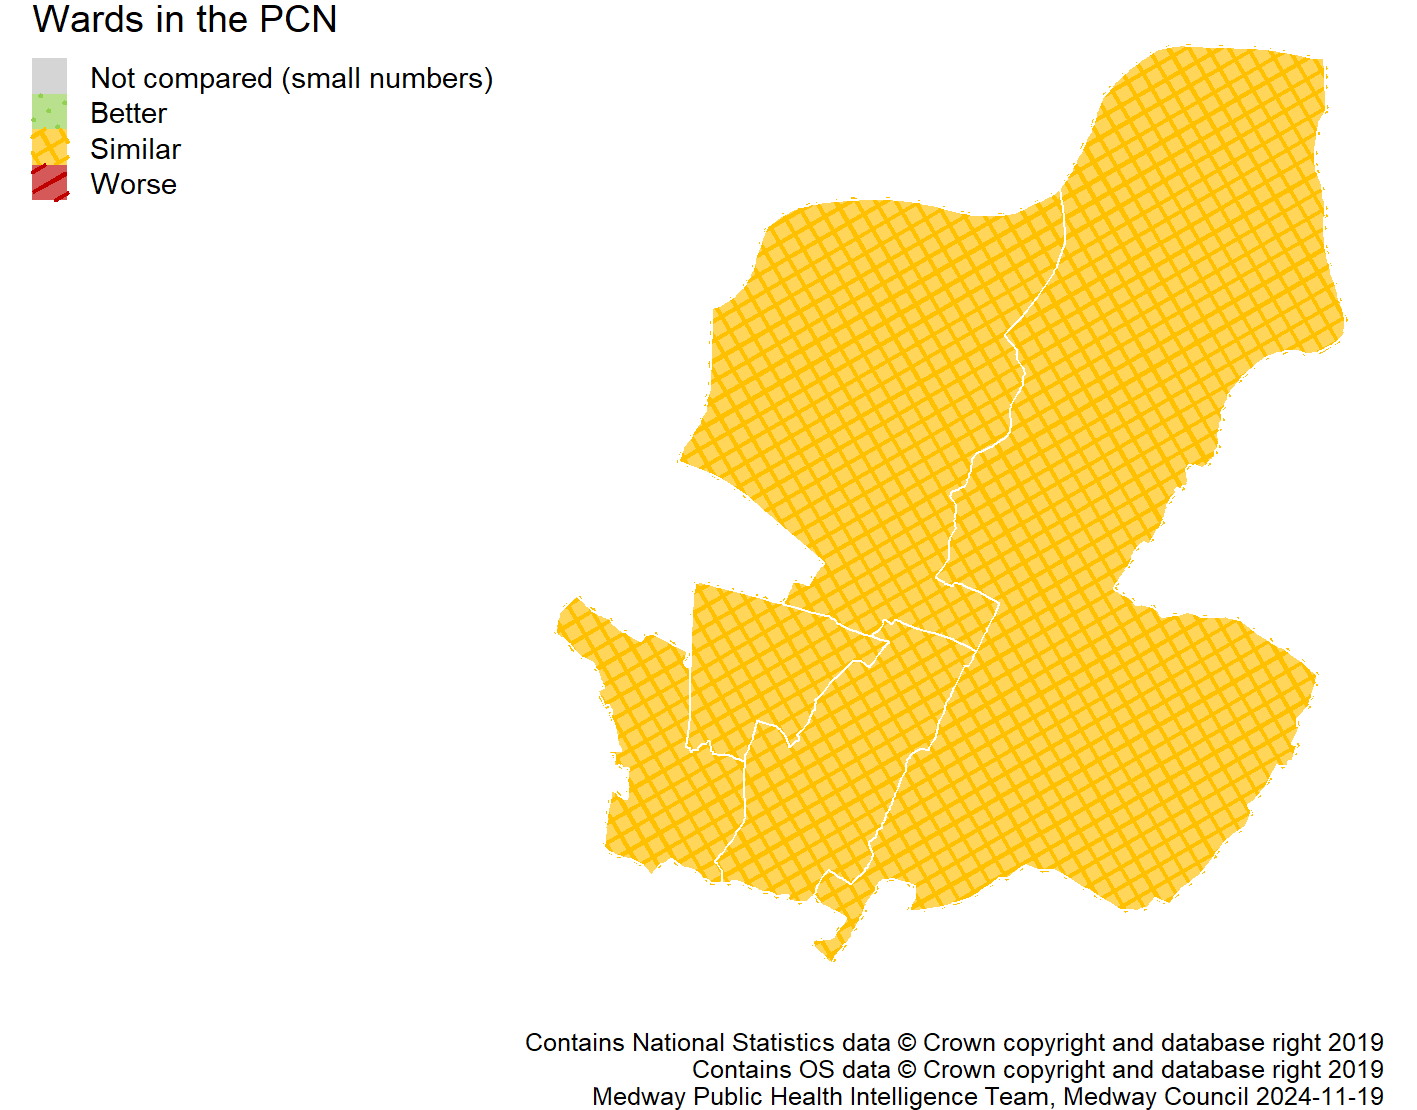 Wards in the PCN
Not compared (small numbers)
Better
Similar
Worse
Contains National Statistics data © Crown copyright and database right 2019
Contains OS data © Crown copyright and database right 2019
Medway Public Health Intelligence Team, Medway Council 2024-11-19